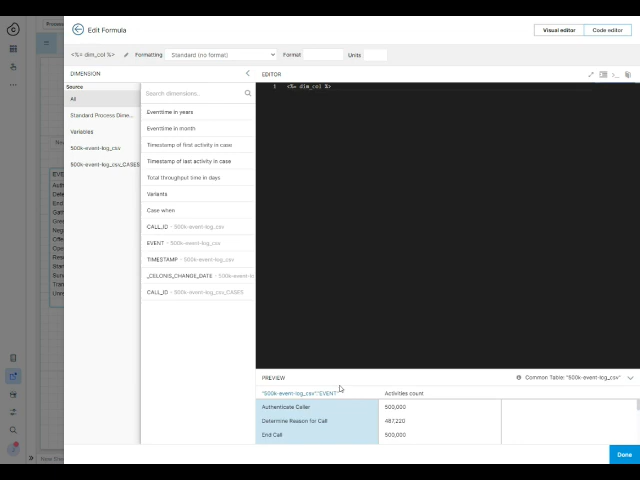 Process
Edit Formula
Visual editor
Code editor
<%= dim_col %>
Formatting
Standard (no format)
Format
Units
DIMENSION
EDITOR
Source
All
Standard Process Dime...
Variables
500k-event-log_csv
500k-event-log_csv_CASES
Search dimensions...
Eventtime in years
Eventtime in month
Timestamp of first activity in case
Timestamp of last activity in case
Total throughput time in days
Variants
Case when
CALL_ID - 500k-event-log_csv
EVENT - 500k-event-log_csv
TIMESTAMP - 500k-event-log_csv
_CELONIS_CHANGE_DATE - 500k-event-l
CALL_ID - 500k-event-log_csv_CASES
1 <%= dim_col %>
PREVIEW
Common Table: "500k-event-log_csv"
"500k-event-log_csv"."EVENT"
Activities count
Authenticate Caller 500,000
Determine Reason for Call 487,220
End Call 500,000
Done